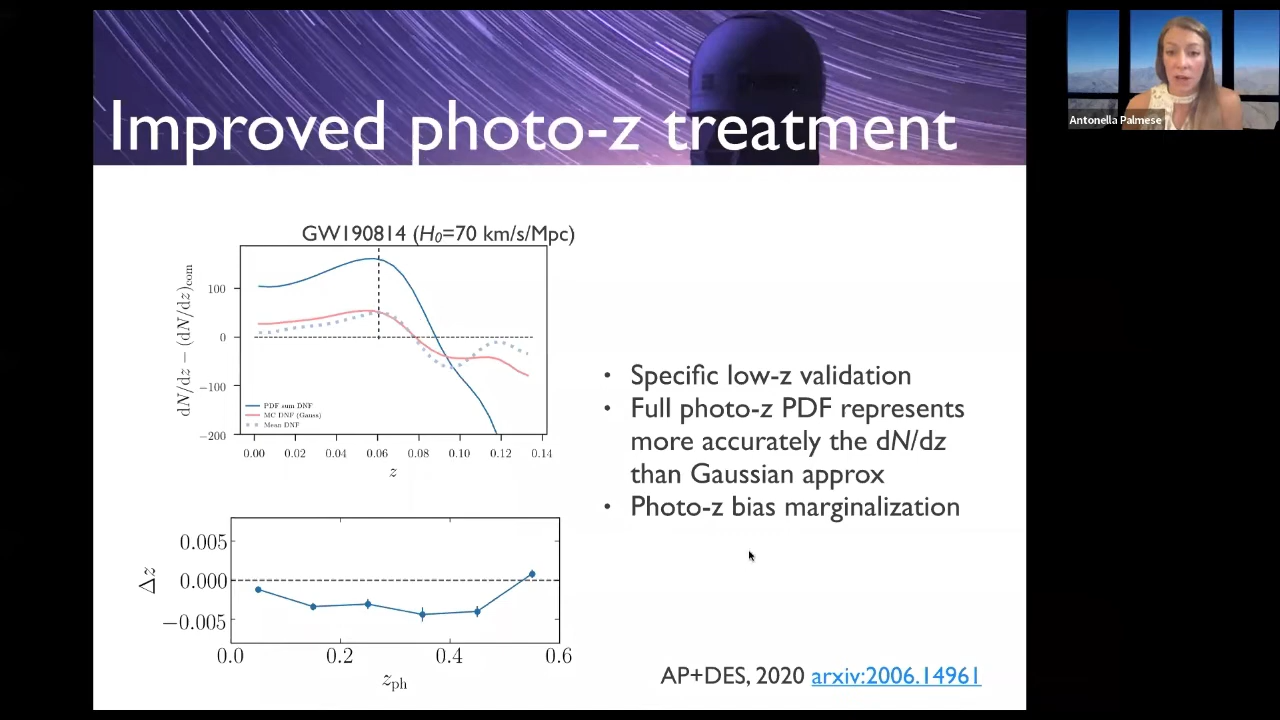 Improved photo-z treatment
Antonella Palmese
GW190814 (H₀=70 km/s/Mpc)
dN/dz − (dN/dz)com
100
0
−100
−200
PDF sum DNF
MC DNF (Gauss)
Mean DNF
0.00 0.02 0.04 0.06 0.08 0.10 0.12 0.14
z
• Specific low-z validation
• Full photo-z PDF represents
more accurately the dN/dz
than Gaussian approx
• Photo-z bias marginalization
Δz
0.005
0.000
−0.005
0.0 0.2 0.4 0.6
zph
AP+DES, 2020 arxiv:2006.14961